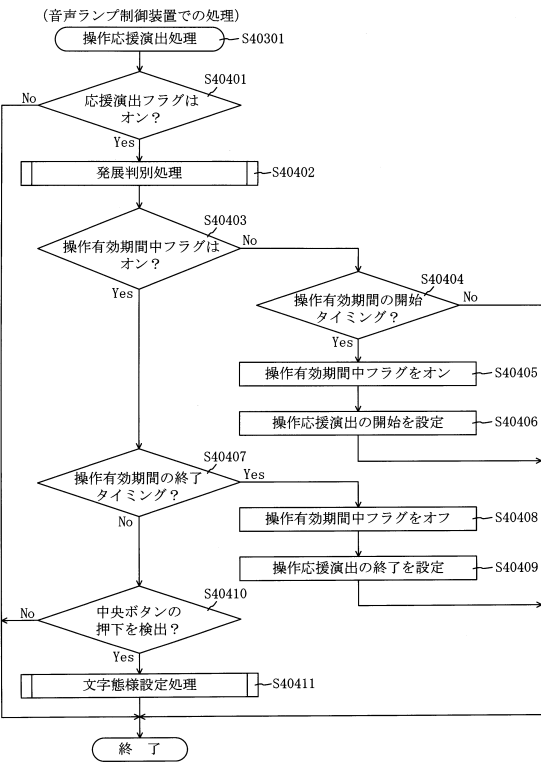 (音声ランプ制御装置での処理)
操作応援演出処理
S40301
S40401
No
応援演出フラグは
オン?
Yes
発展判別処理
S40402
S40403
操作有効期間中フラグは
オン?
No
Yes
S40404
操作有効期間の開始
タイミング?
No
Yes
操作有効期間中フラグをオン
S40405
操作応援演出の開始を設定
S40406
S40407
操作有効期間の終了
タイミング?
Yes
No
操作有効期間中フラグをオフ
S40408
操作応援演出の終了を設定
S40409
S40410
No
中央ボタンの
押下を検出?
Yes
文字態様設定処理
S40411
終 了